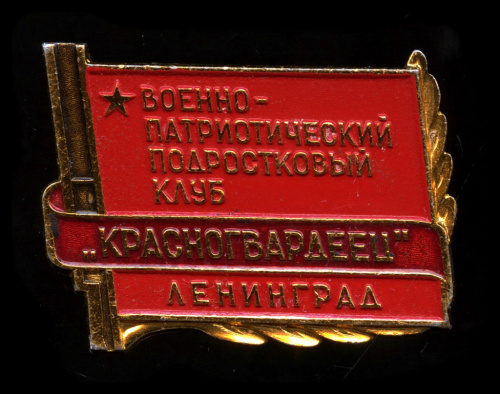 ВОЕННО-
ПАТРИОТИЧЕСКИЙ
ПОДРОСТКОВЫЙ
КЛУБ
„КРАСНОГВАРДЕЕЦ"
ЛЕНИНГРАД